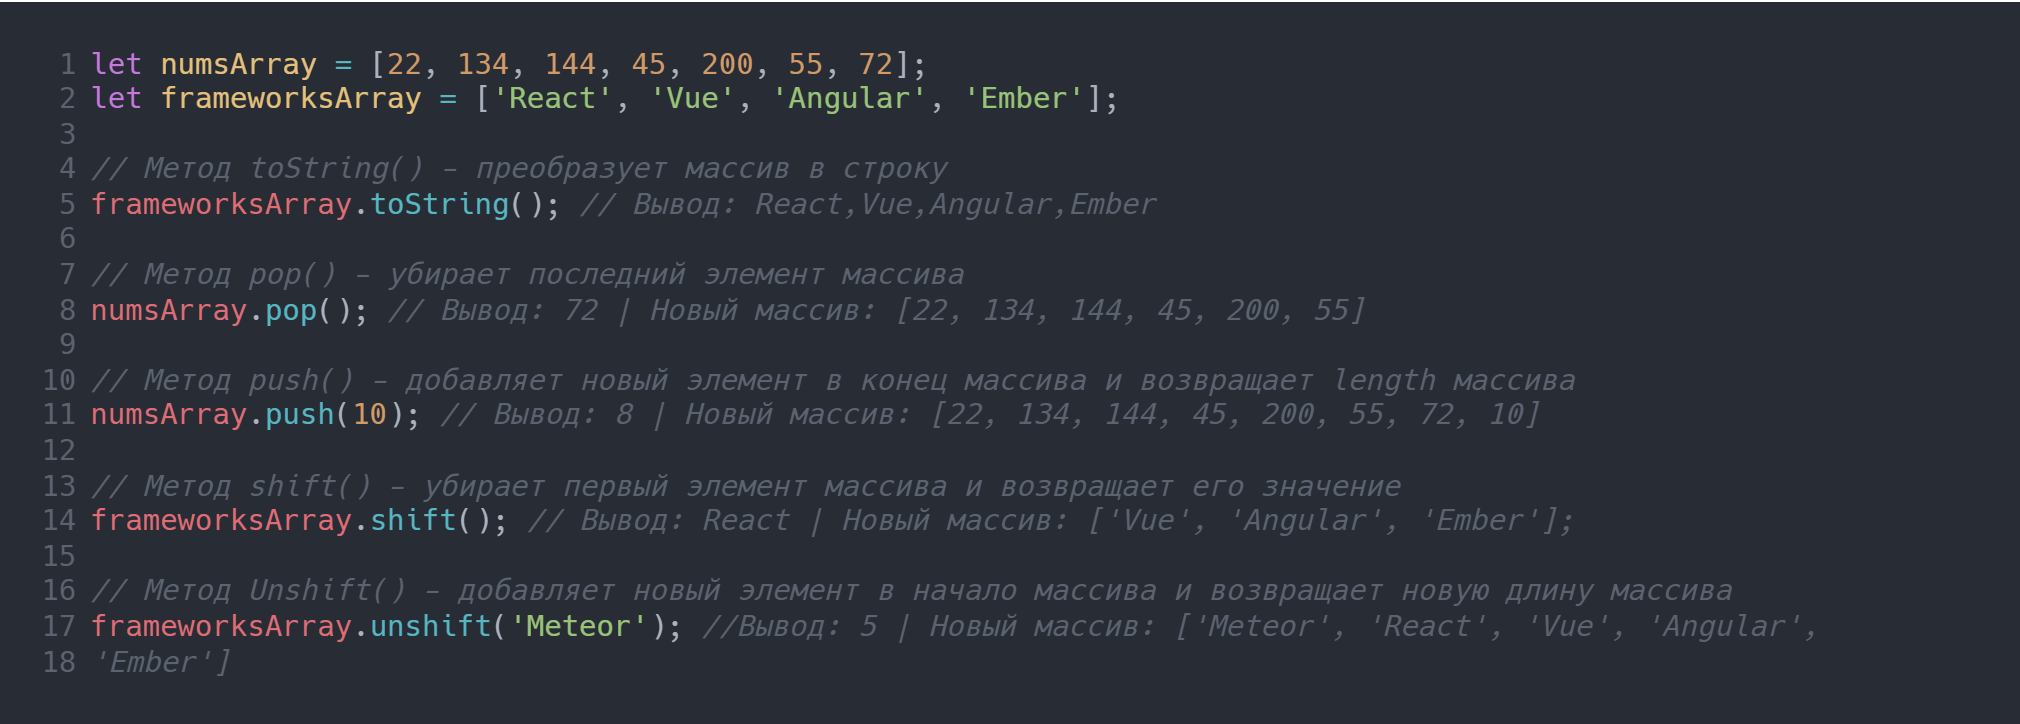 1 let numsArray = [22, 134, 144, 45, 200, 55, 72];
2 let frameworksArray = ['React', 'Vue', 'Angular', 'Ember'];
3
4 // Метод toString() – преобразует массив в строку
5 frameworksArray.toString(); // Вывод: React,Vue,Angular,Ember
6
7 // Метод pop() – убирает последний элемент массива
8 numsArray.pop(); // Вывод: 72 | Новый массив: [22, 134, 144, 45, 200, 55]
9
10 // Метод push() – добавляет новый элемент в конец массива и возвращает length массива
11 numsArray.push(10); // Вывод: 8 | Новый массив: [22, 134, 144, 45, 200, 55, 72, 10]
12
13 // Метод shift() – убирает первый элемент массива и возвращает его значение
14 frameworksArray.shift(); // Вывод: React | Новый массив: ['Vue', 'Angular', 'Ember'];
15
16 // Метод Unshift() – добавляет новый элемент в начало массива и возвращает новую длину массива
17 frameworksArray.unshift('Meteor'); //Вывод: 5 | Новый массив: ['Meteor', 'React', 'Vue', 'Angular',
18 'Ember']